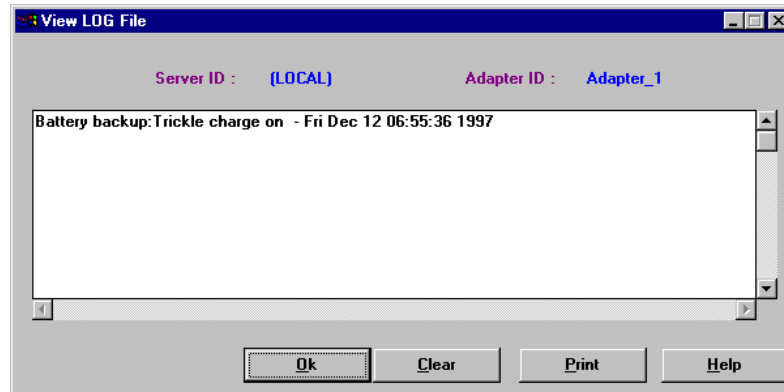 View LOG File
Server ID : (LOCAL) Adapter ID : Adapter_1
Battery backup:Trickle charge on - Fri Dec 12 06:55:36 1997
Ok Clear Print Help